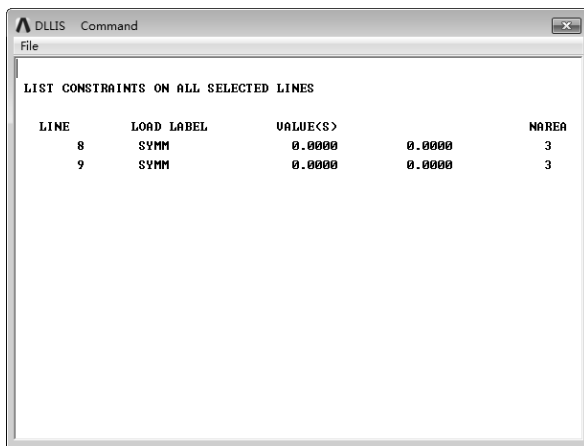 DLLIS Command
File
LIST CONSTRAINTS ON ALL SELECTED LINES
LINE LOAD LABEL VALUE(S) NAREA
8 SYMM 0.0000 0.0000 3
9 SYMM 0.0000 0.0000 3